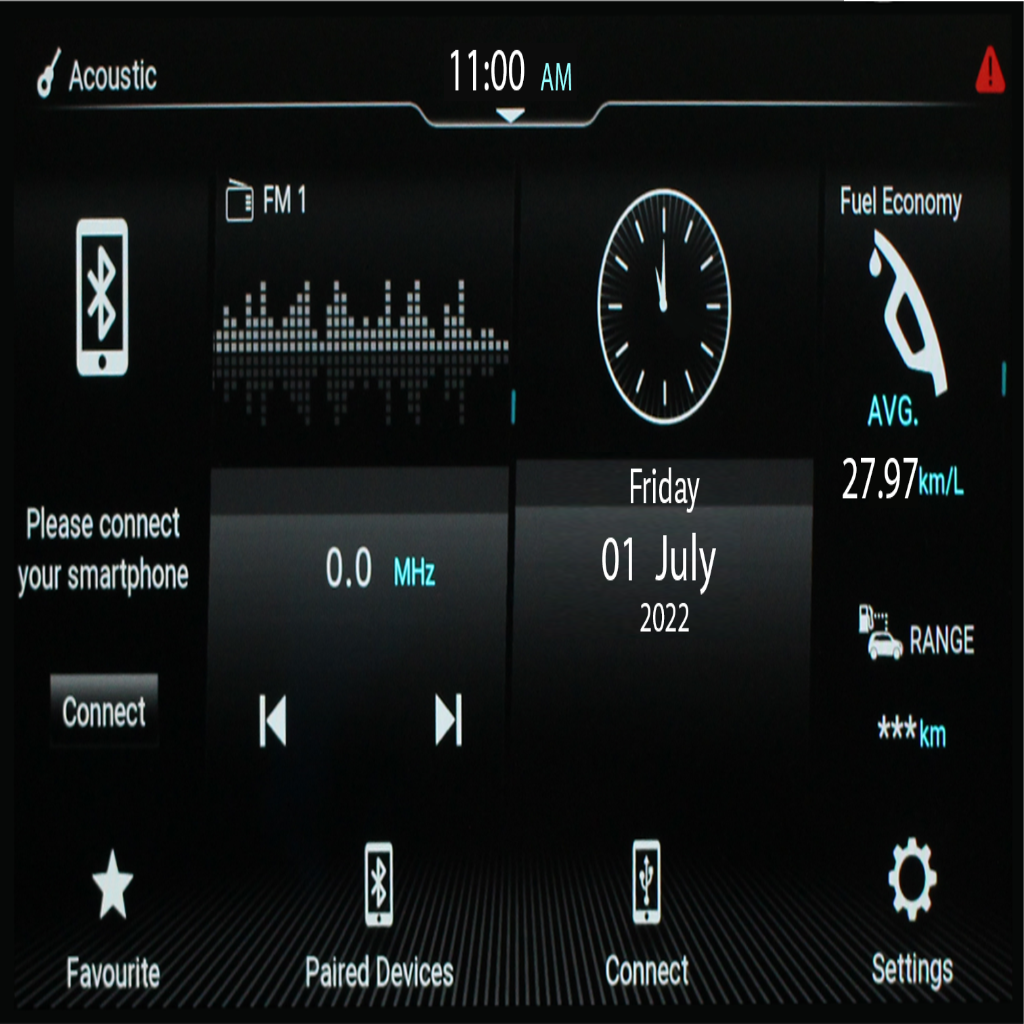 Acoustic
11:00 AM
FM 1
Fuel Economy
AVG.
27.97km/L
Please connect
your smartphone
Connect
0.0 MHz
Friday
01 July
2022
RANGE
***km
Favourite
Paired Devices
Connect
Settings